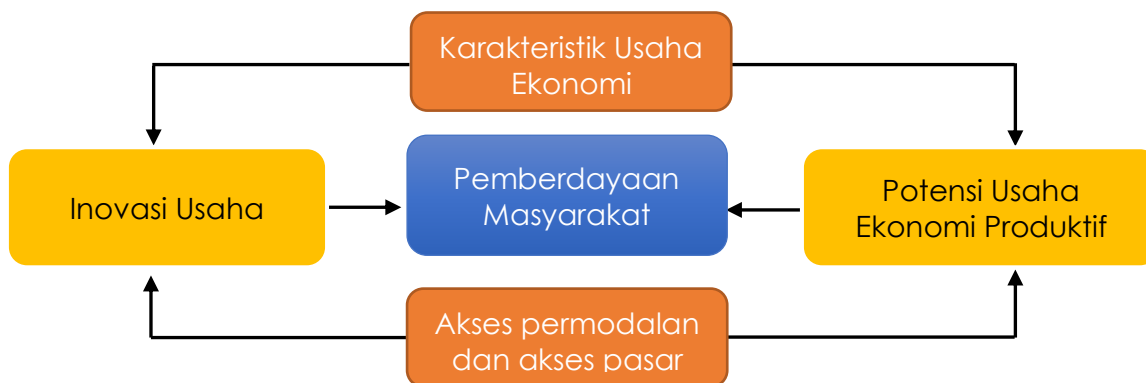 Karakteristik Usaha
Ekonomi
Inovasi Usaha
Pemberdayaan
Masyarakat
Potensi Usaha
Ekonomi Produktif
Akses permodalan
dan akses pasar